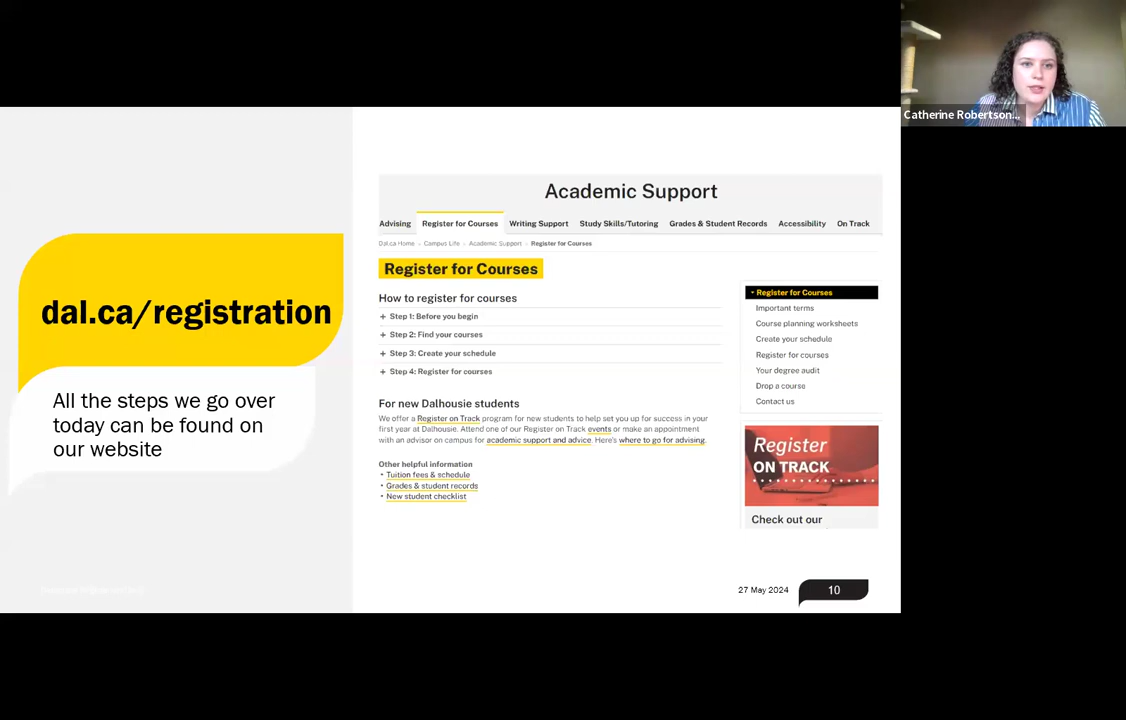 Catherine Robertson...
dal.ca/registration
All the steps we go over
today can be found on
our website
Academic Support
Advising Register for Courses Writing Support Study Skills/Tutoring Grades & Student Records Accessibility On Track
Dal.ca Home - Campus Life - Academic Support - Register for Courses
Register for Courses
How to register for courses
+ Step 1: Before you begin
+ Step 2: Find your courses
+ Step 3: Create your schedule
+ Step 4: Register for courses
For new Dalhousie students
We offer a Register on Track program for new students to help set you up for success in your
first year at Dalhousie. Attend one of our Register on Track events or make an appointment
with an advisor on campus for academic support and advice. Here's where to go for advising.
Other helpful information
• Tuition fees & schedule
• Grades & student records
• New student checklist
Register for Courses
Important terms
Course planning worksheets
Create your schedule
Register for courses
Your degree audit
Drop a course
Contact us
Register
ON TRACK
Check out our
27 May 2024
10